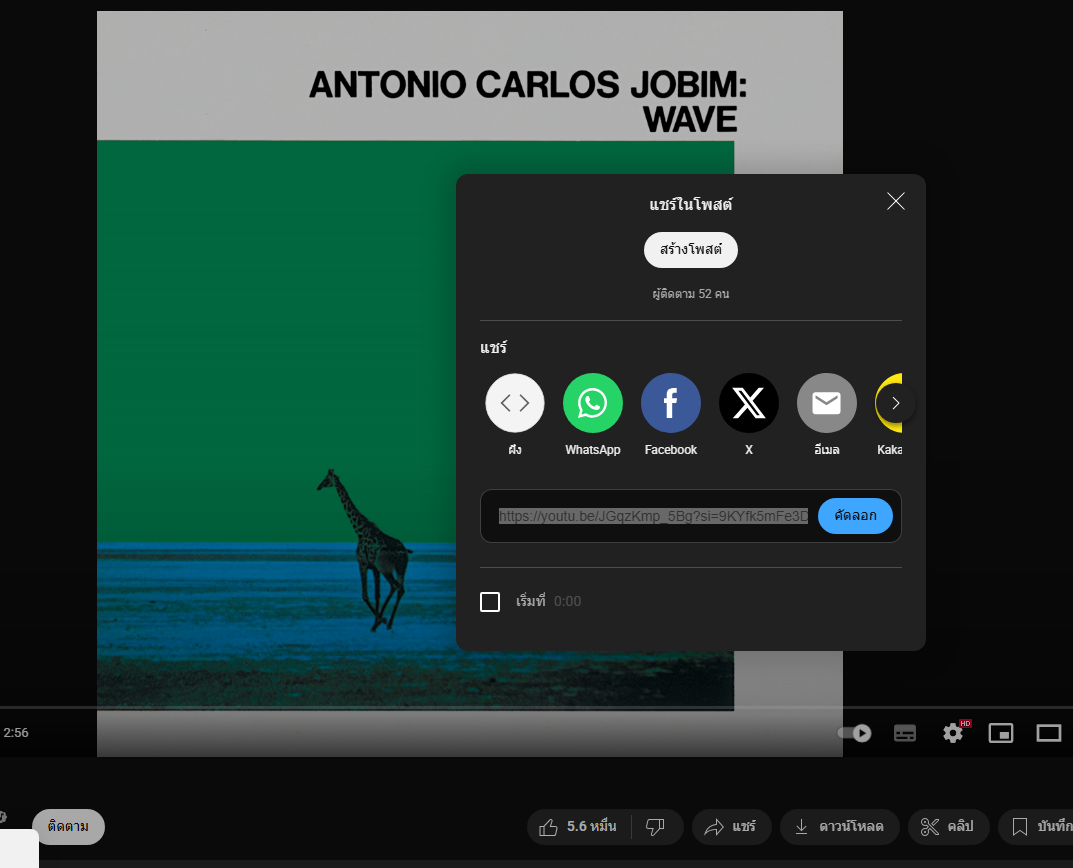 ANTONIO CARLOS JOBIM:
WAVE
แชร์ในโพสต์
สร้างโพสต์
ผู้ติดตาม 52 คน
แชร์
ฝัง
WhatsApp
Facebook
X
อีเมล
Kaka
https://youtu.be/JGqzKmp_5Bg?si=9KYfk5mFe3D
คัดลอก
เริ่มที่ 0:00
2:56
HD
ติดตาม
5.6 หมื่น
แชร์
ดาวน์โหลด
คลิป
บันทึก